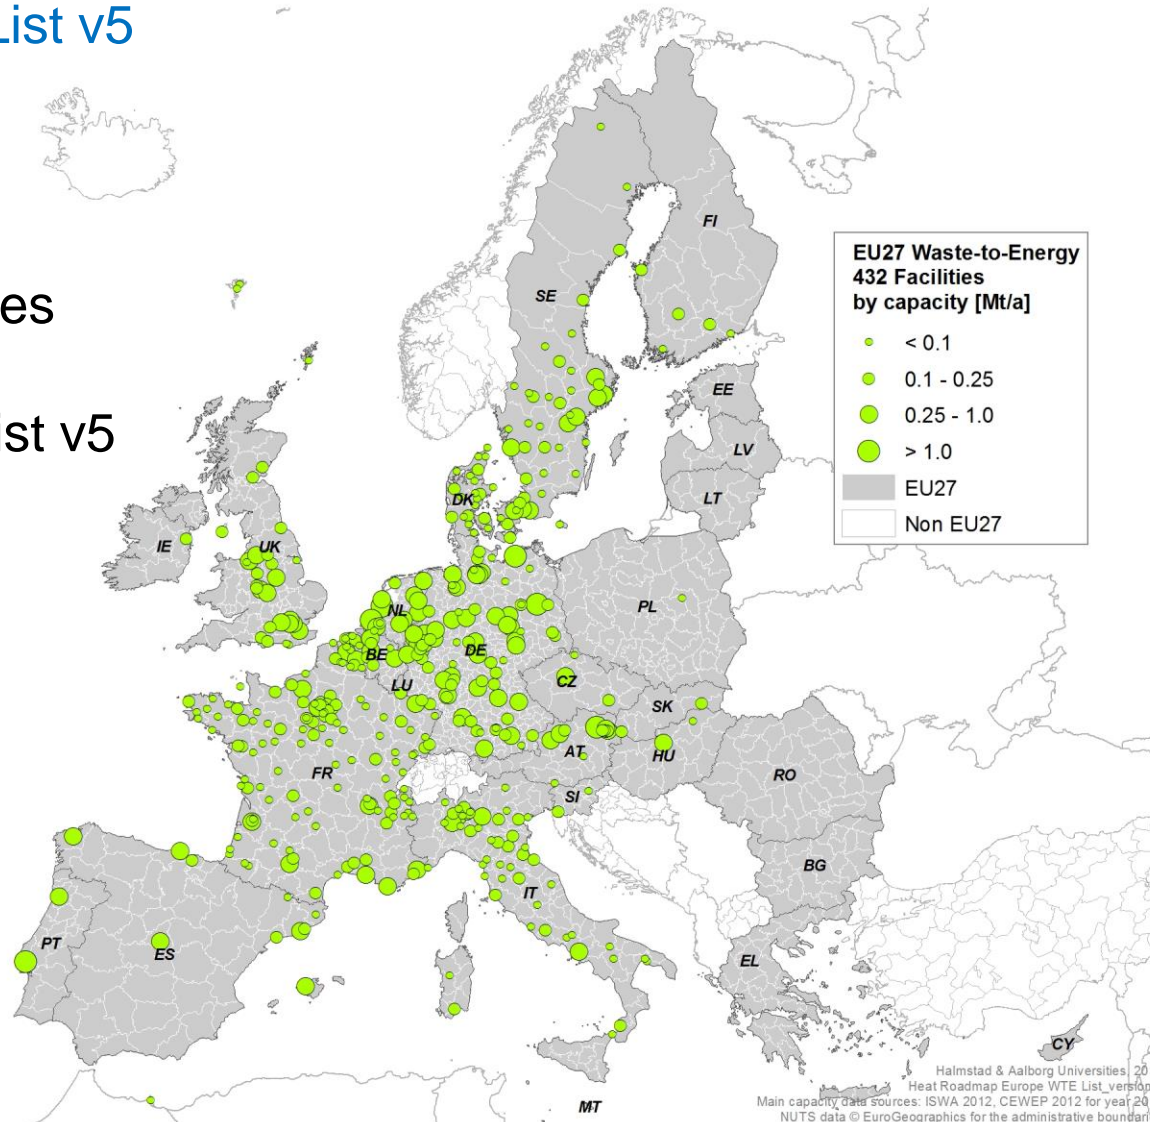 List v5
es
ist v5
EU27 Waste-to-Energy
432 Facilities
by capacity [Mt/a]
< 0.1
0.1 - 0.25
0.25 - 1.0
> 1.0
EU27
Non EU27
FI
SE
EE
LV
LT
DK
IE
UK
NL
PL
BE
DE
LU
CZ
SK
AT
HU
FR
RO
SI
BG
IT
PT
ES
EL
CY
MT
Halmstad & Aalborg Universities, 20
Heat Roadmap Europe WTE List_version
Main capacity data sources: ISWA 2012, CEWEP 2012 for year 20
NUTS data © EuroGeographics for the administrative boundari